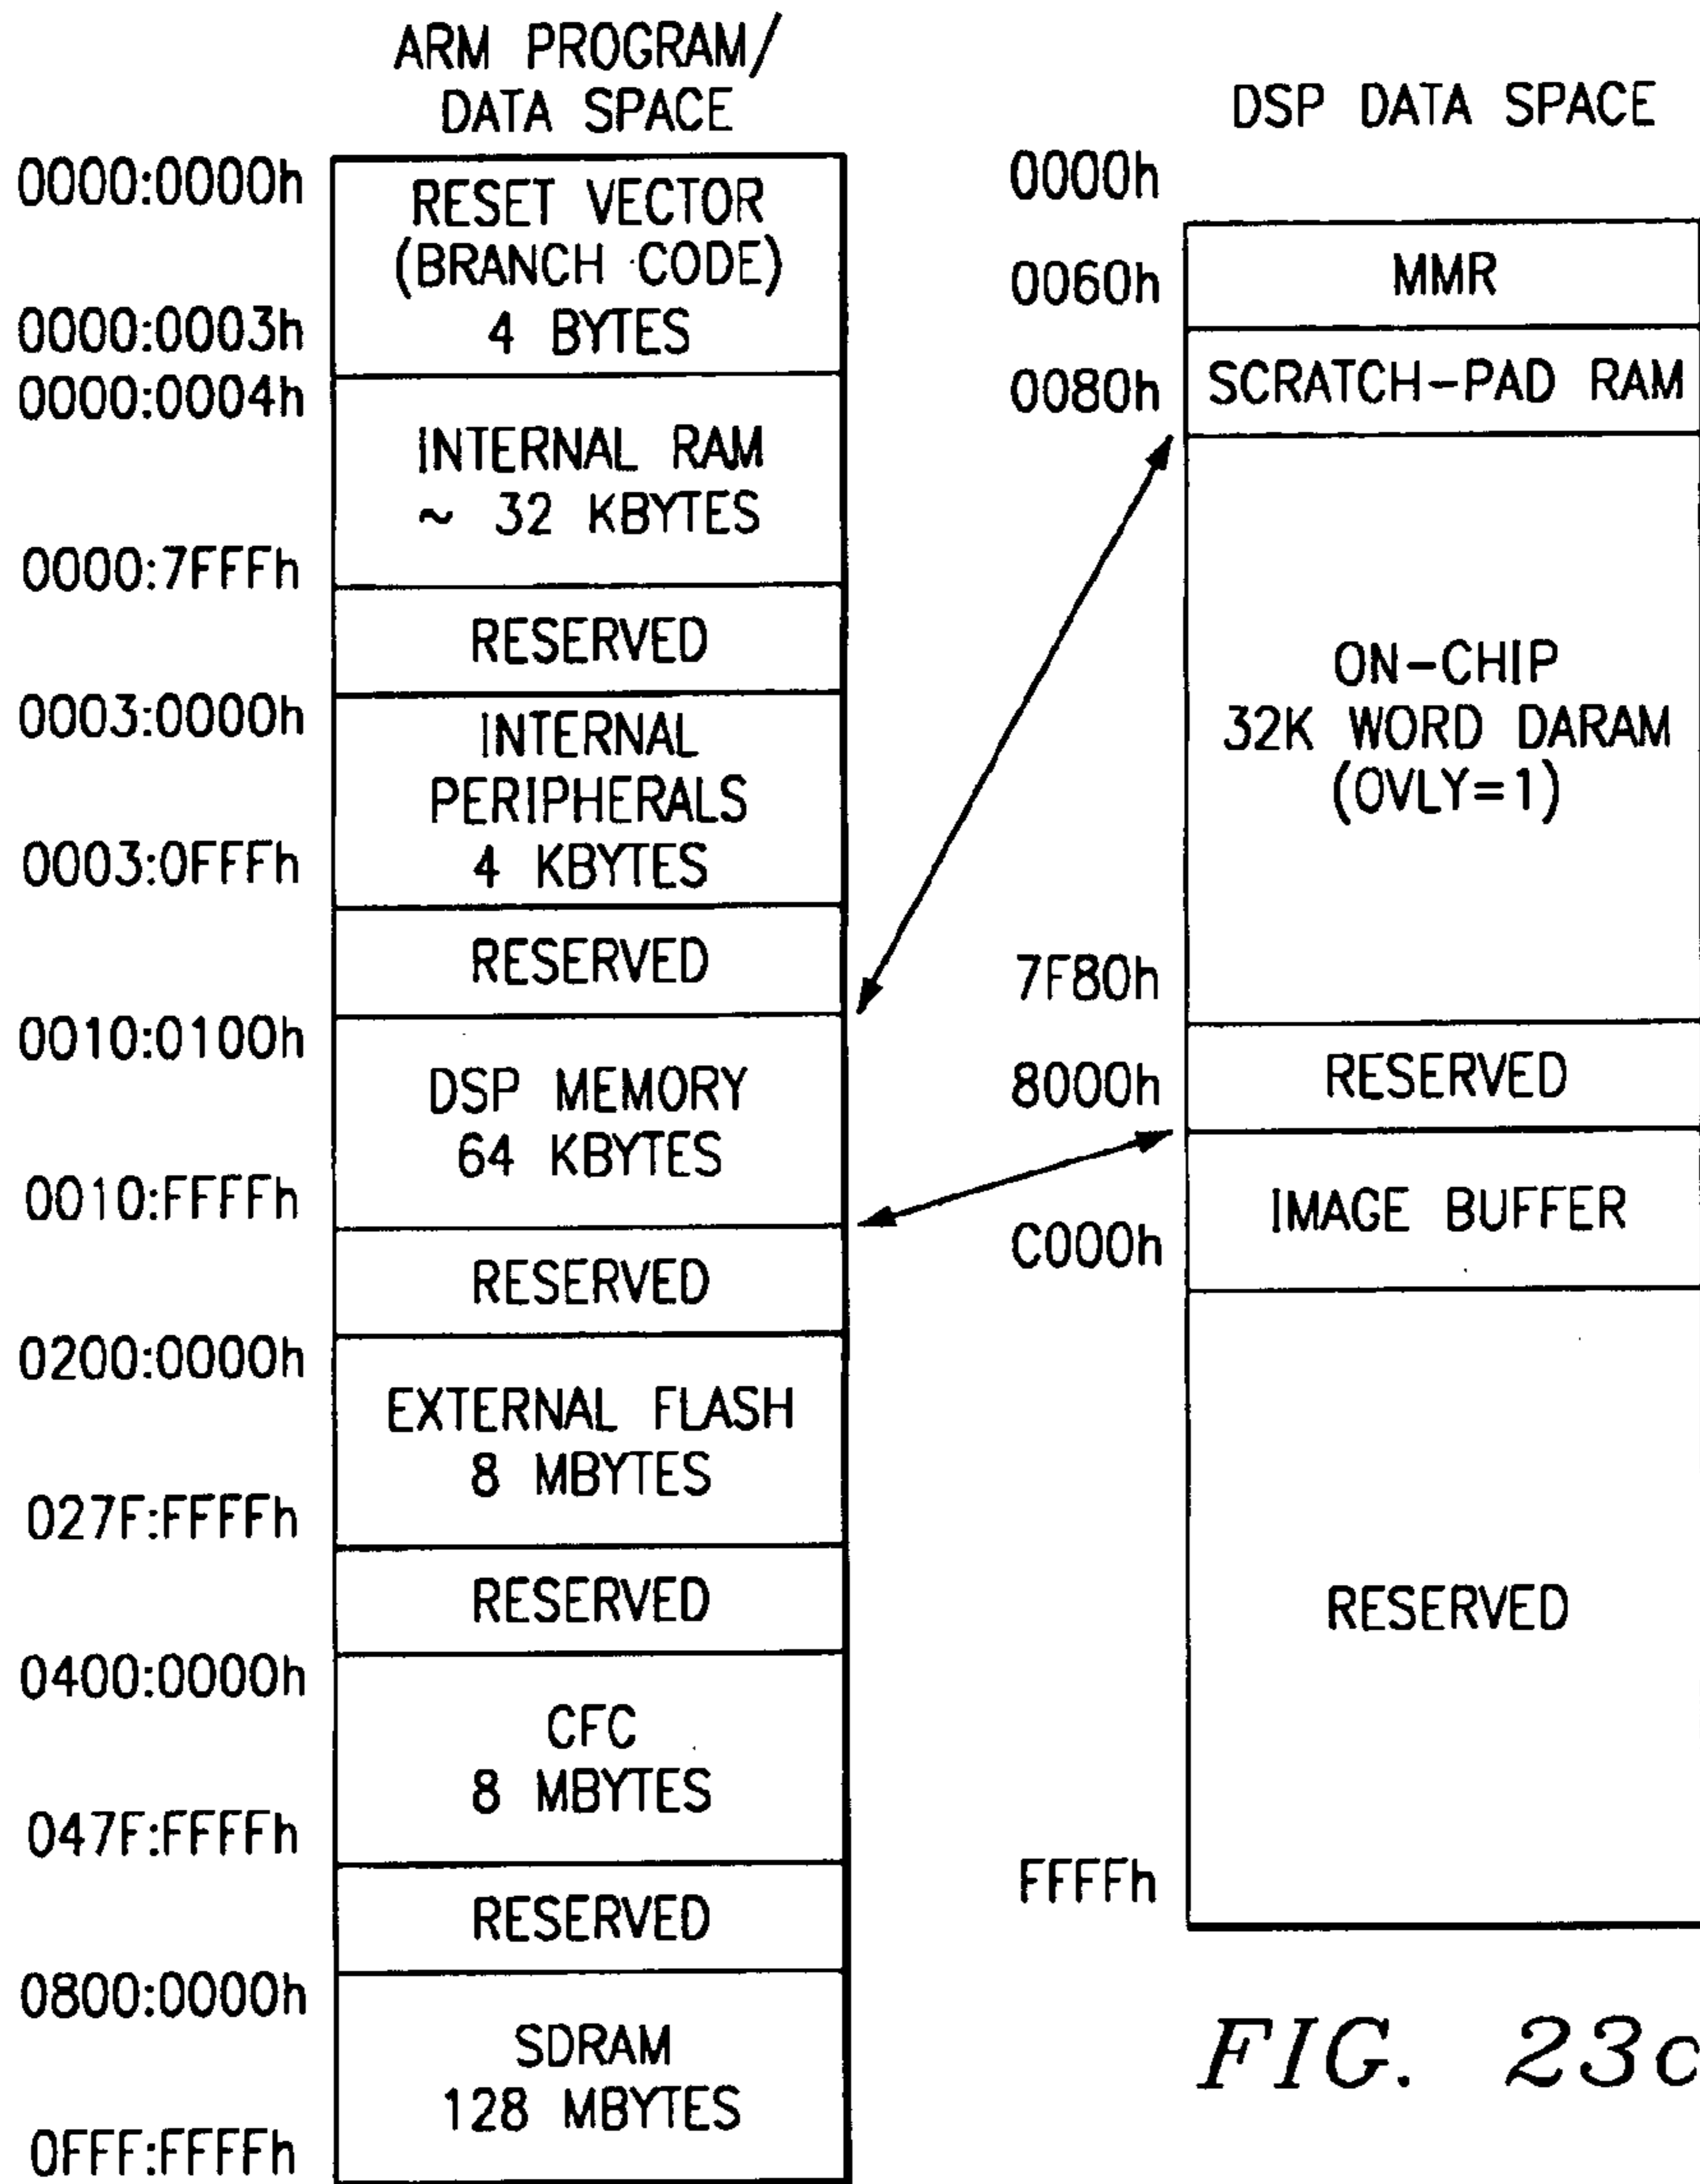 ARM PROGRAM/
DATA SPACE
0000:0000h
RESET VECTOR
(BRANCH CODE)
4 BYTES
0000:0003h
0000:0004h
INTERNAL RAM
~ 32 KBYTES
0000:7FFFh
RESERVED
0003:0000h
INTERNAL
PERIPHERALS
4 KBYTES
0003:0FFFh
RESERVED
0010:0100h
DSP MEMORY
64 KBYTES
0010:FFFFh
RESERVED
0200:0000h
EXTERNAL FLASH
8 MBYTES
027F:FFFFh
RESERVED
0400:0000h
CFC
8 MBYTES
047F:FFFFh
RESERVED
0800:0000h
SDRAM
128 MBYTES
0FFF:FFFFh
DSP DATA SPACE
0000h
MMR
0060h
SCRATCH-PAD RAM
0080h
ON-CHIP
32K WORD DARAM
(OVLY=1)
7F80h
RESERVED
8000h
IMAGE BUFFER
C000h
RESERVED
FFFFh
FIG. 23c